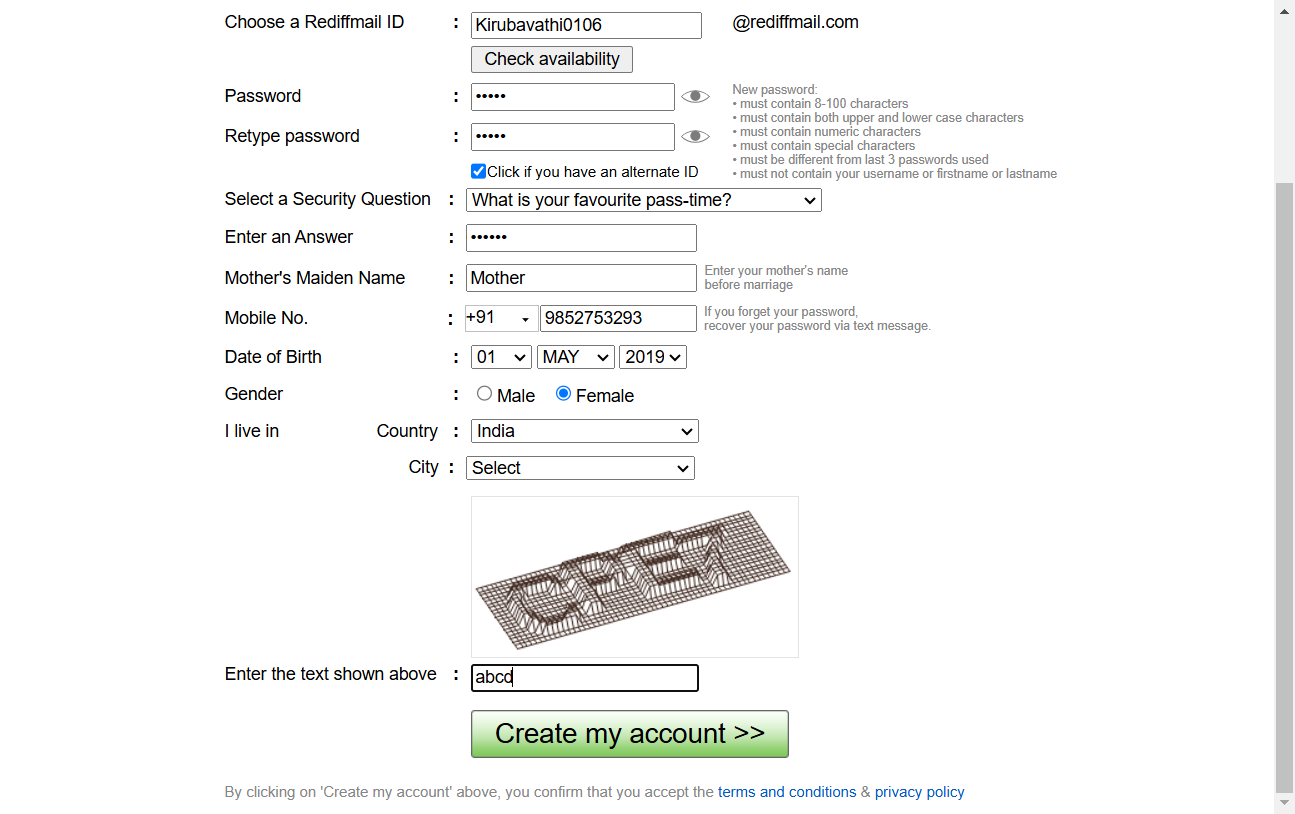 Choose a Rediffmail ID : Kirubavathi0106 @rediffmail.com
Check availability
Password : •••••
Retype password : •••••
New password:
• must contain 8-100 characters
• must contain both upper and lower case characters
• must contain numeric characters
• must contain special characters
• must be different from last 3 passwords used
• must not contain your username or firstname or lastname
Click if you have an alternate ID
Select a Security Question : What is your favourite pass-time?
Enter an Answer : ••••••
Mother's Maiden Name : Mother
Enter your mother's name
before marriage
Mobile No. : +91 9852753293
If you forget your password,
recover your password via text message.
Date of Birth : 01 MAY 2019
Gender : Male Female
I live in Country : India
City : Select
CPE7
Enter the text shown above : abcd
Create my account >>
By clicking on 'Create my account' above, you confirm that you accept the terms and conditions & privacy policy